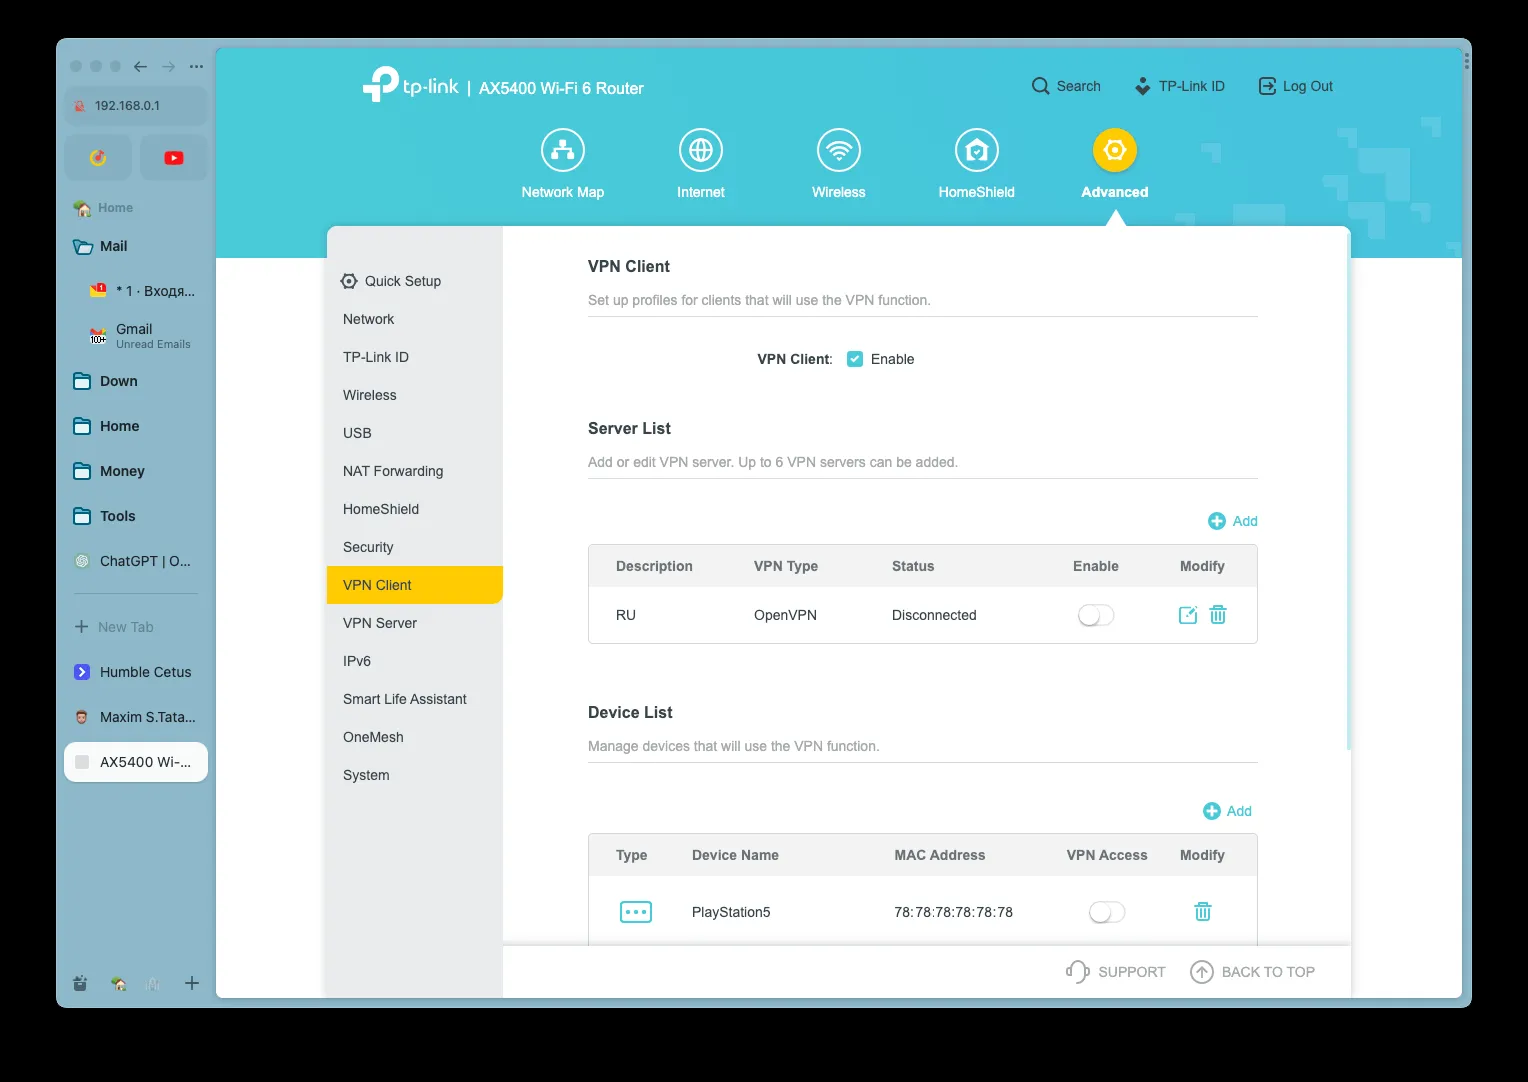 192.168.0.1
Home
Mail
1
* 1 · Входя...
100+
Gmail
Unread Emails
Down
Home
Money
Tools
ChatGPT | O...
New Tab
Humble Cetus
Maxim S.Tata...
AX5400 Wi-...
tp-link | AX5400 Wi-Fi 6 Router
Search
TP-Link ID
Log Out
Network Map
Internet
Wireless
HomeShield
Advanced
Quick Setup
Network
TP-Link ID
Wireless
USB
NAT Forwarding
HomeShield
Security
VPN Client
VPN Server
IPv6
Smart Life Assistant
OneMesh
System
VPN Client
Set up profiles for clients that will use the VPN function.
VPN Client: Enable
Server List
Add or edit VPN server. Up to 6 VPN servers can be added.
Add
Description VPN Type Status Enable Modify
RU OpenVPN Disconnected
Device List
Manage devices that will use the VPN function.
Add
Type Device Name MAC Address VPN Access Modify
PlayStation5 78:78:78:78:78:78
SUPPORT
BACK TO TOP